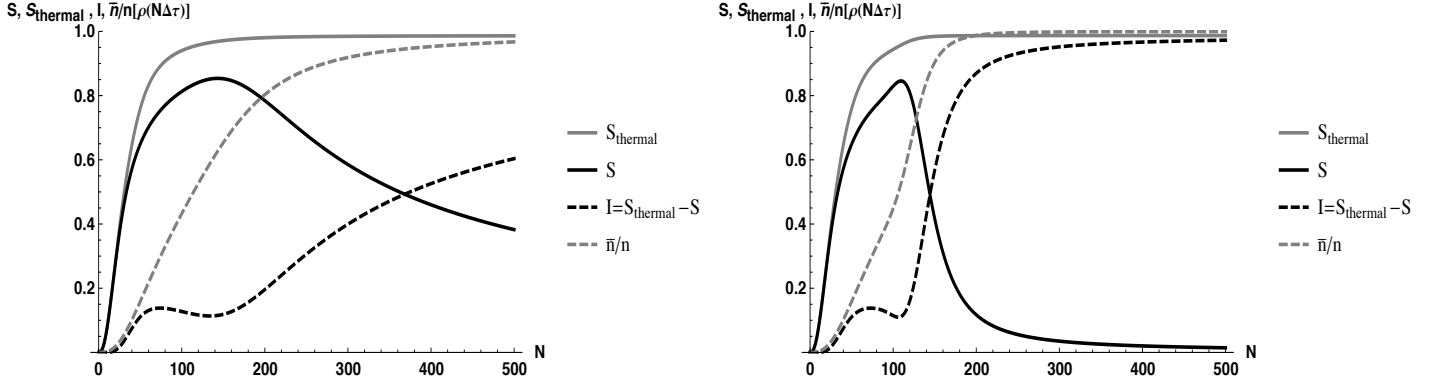 S, S_thermal , I, n̄/n[ρ(NΔτ)]
1.0
0.8
0.6
0.4
0.2
0
100
200
300
400
500
N
S_thermal
S
I=S_thermal −S
n̄/n
S, S_thermal , I, n̄/n[ρ(NΔτ)]
1.0
0.8
0.6
0.4
0.2
0
100
200
300
400
500
N
S_thermal
S
I=S_thermal −S
n̄/n